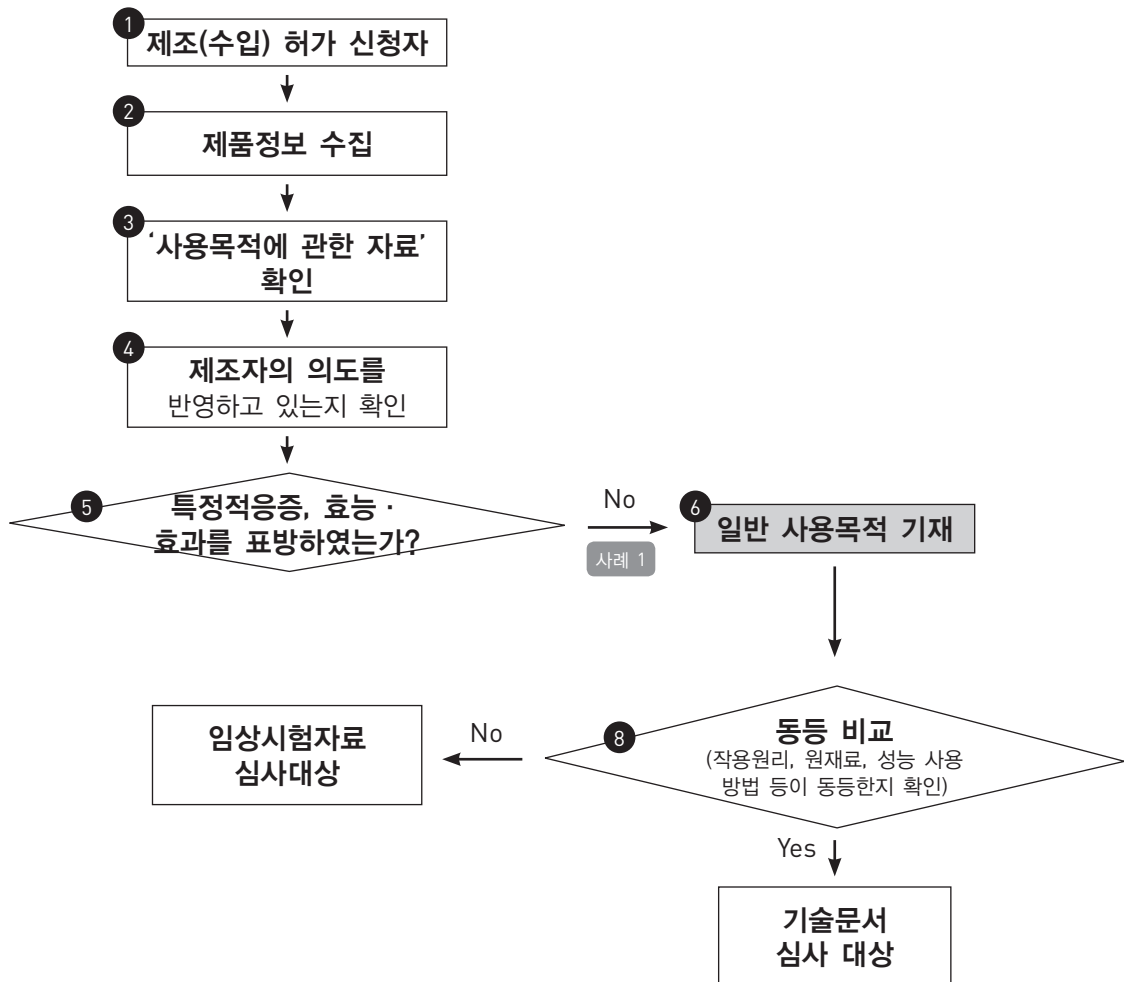 1
제조(수입) 허가 신청자
2
제품정보 수집
3
‘사용목적에 관한 자료’
확인
4
제조자의 의도를
반영하고 있는지 확인
5
특정적응증, 효능 ·
효과를 표방하였는가?
No
사례 1
6
일반 사용목적 기재
8
동등 비교
(작용원리, 원재료, 성능 사용
방법 등이 동등한지 확인)
No
임상시험자료
심사대상
Yes
기술문서
심사 대상